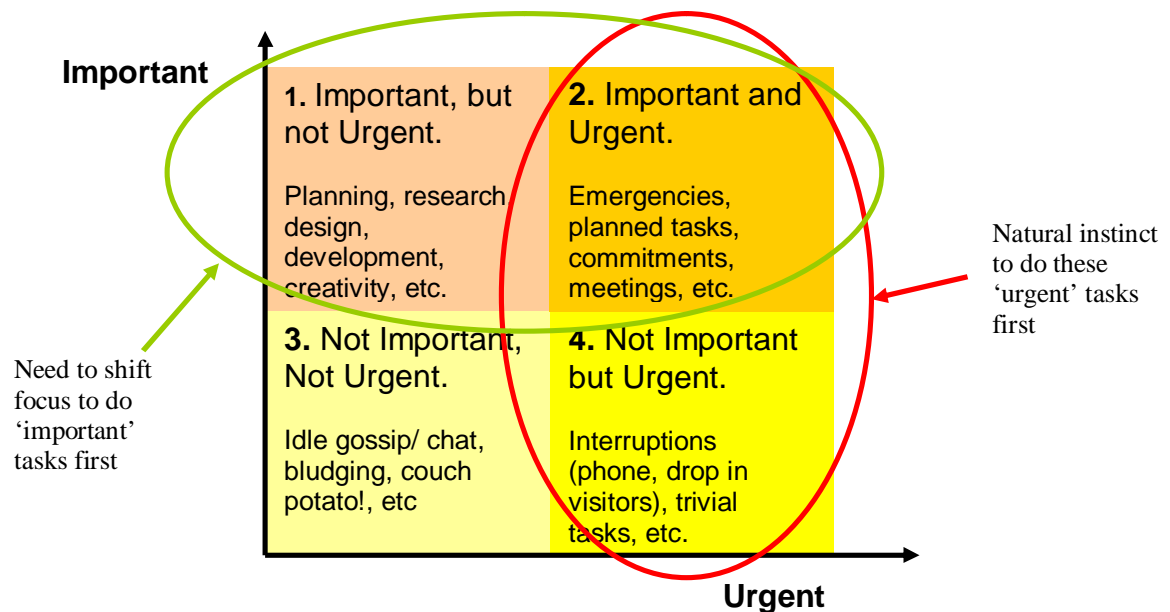 Important
1. Important, but
not Urgent.
Planning, research
design,
development,
creativity, etc.
2. Important and
Urgent.
Emergencies,
planned tasks,
commitments,
meetings, etc.
Natural instinct
to do these
‘urgent’ tasks
first
Need to shift
focus to do
‘important’
tasks first
3. Not Important,
Not Urgent.
Idle gossip/ chat,
bludging, couch
potato!, etc
4. Not Important
but Urgent.
Interruptions
(phone, drop in
visitors), trivial
tasks, etc.
Urgent